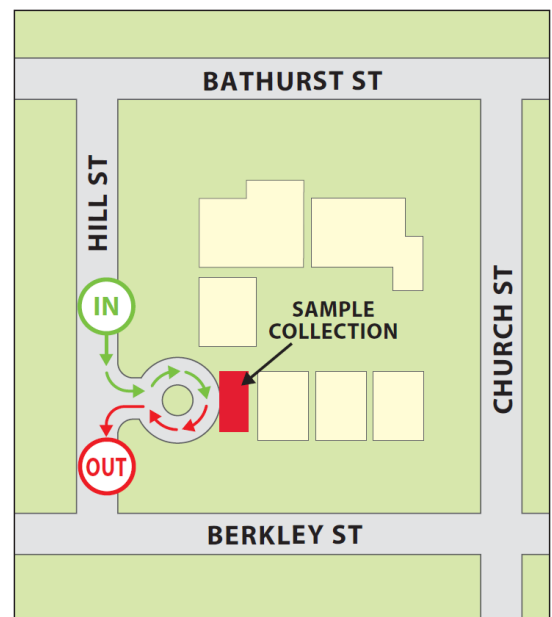 BATHURST ST
HILL ST
IN
SAMPLE
COLLECTION
CHURCH ST
OUT
BERKLEY ST